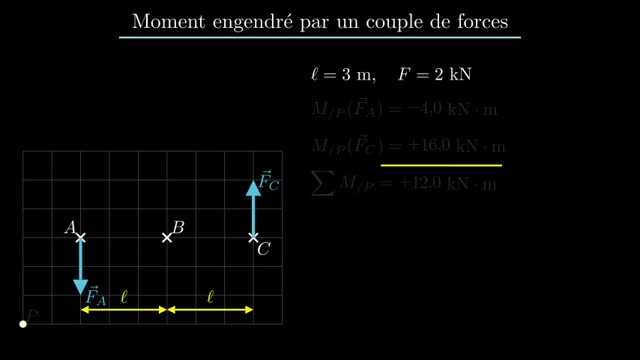 Moment engendré par un couple de forces
ℓ = 3 m, F = 2 kN
M/P(F⃗A) = −4,0 kN · m
M/P(F⃗C) = +16,0 kN · m
∑ M/P = +12,0 kN · m
F⃗C
A B
C
F⃗A ℓ ℓ
P